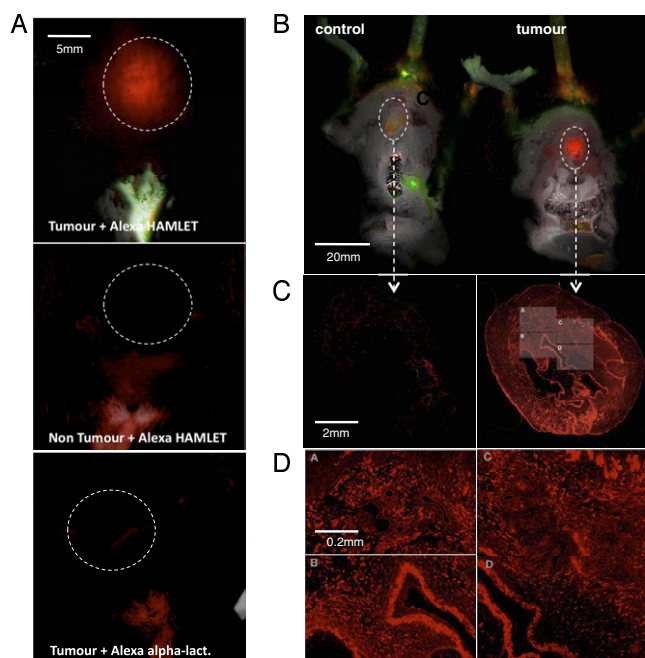 A
5mm
Tumour + Alexa HAMLET
Non Tumour + Alexa HAMLET
Tumour + Alexa alpha-lact.
B
control
tumour
C
20mm
C
2mm
A
C
B
D
D
A
C
0.2mm
B
D